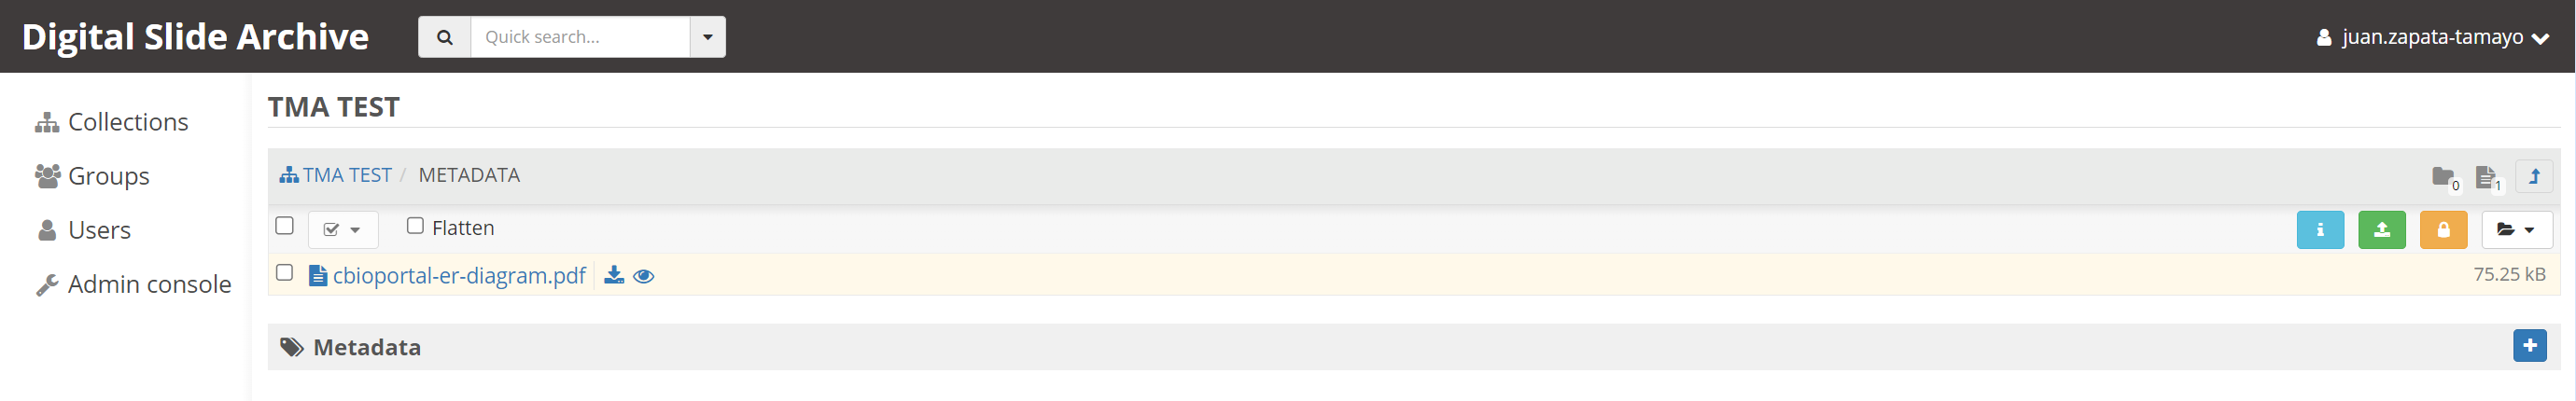 Digital Slide Archive
Quick search...
juan.zapata-tamayo
Collections
Groups
Users
Admin console
TMA TEST
TMA TEST / METADATA
0
1
Flatten
cbioportal-er-diagram.pdf
75.25 kB
Metadata